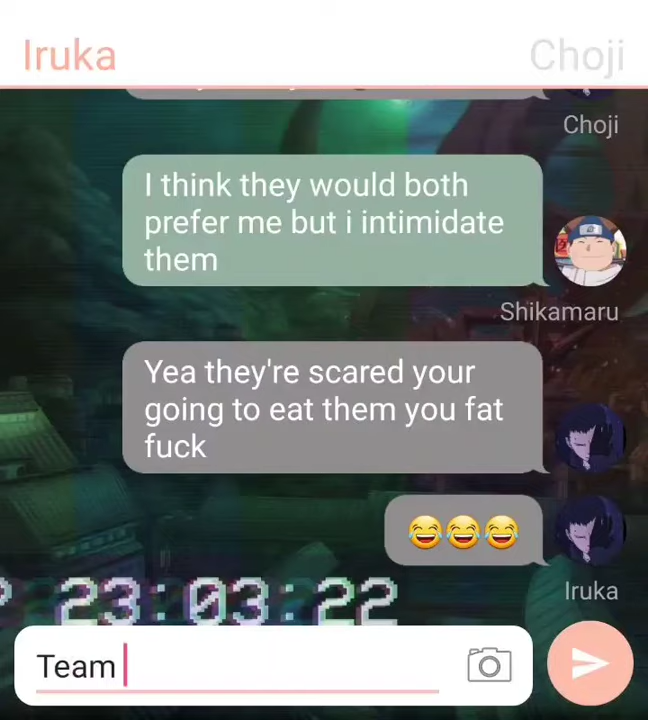 Iruka
Choji
Choji
I think they would both
prefer me but i intimidate
them
Shikamaru
Yea they're scared your
going to eat them you fat
fuck
😂😂😂
Iruka
23:03:22
Team